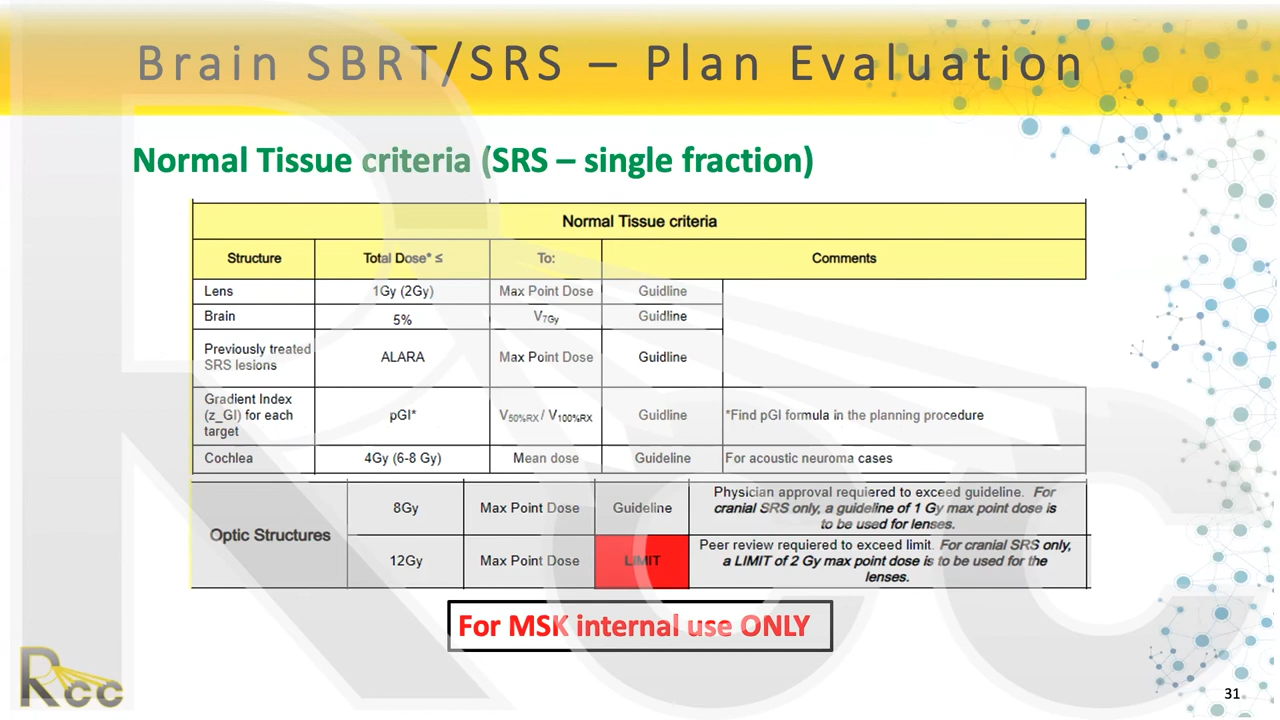 Brain SBRT/SRS – Plan Evaluation
Normal Tissue criteria (SRS – single fraction)
Normal Tissue criteria
Structure Total Dose* ≤ To: Comments
Lens 1Gy (2Gy) Max Point Dose Guidline
Brain 5% V7Gy Guidline
Previously treated
SRS lesions ALARA Max Point Dose Guidline
Gradient Index
(z_GI) for each
target pGI* V50%RX / V100%RX Guidline *Find pGI formula in the planning procedure
Cochlea 4Gy (6-8 Gy) Mean dose Guideline For acoustic neuroma cases
Optic Structures
8Gy Max Point Dose Guideline Physician approval requiered to exceed guideline. For
cranial SRS only, a guideline of 1 Gy max point dose is
to be used for lenses.
12Gy Max Point Dose LIMIT Peer review requiered to exceed limit. For cranial SRS only,
a LIMIT of 2 Gy max point dose is to be used for the
lenses.
For MSK internal use ONLY
Rcc
31